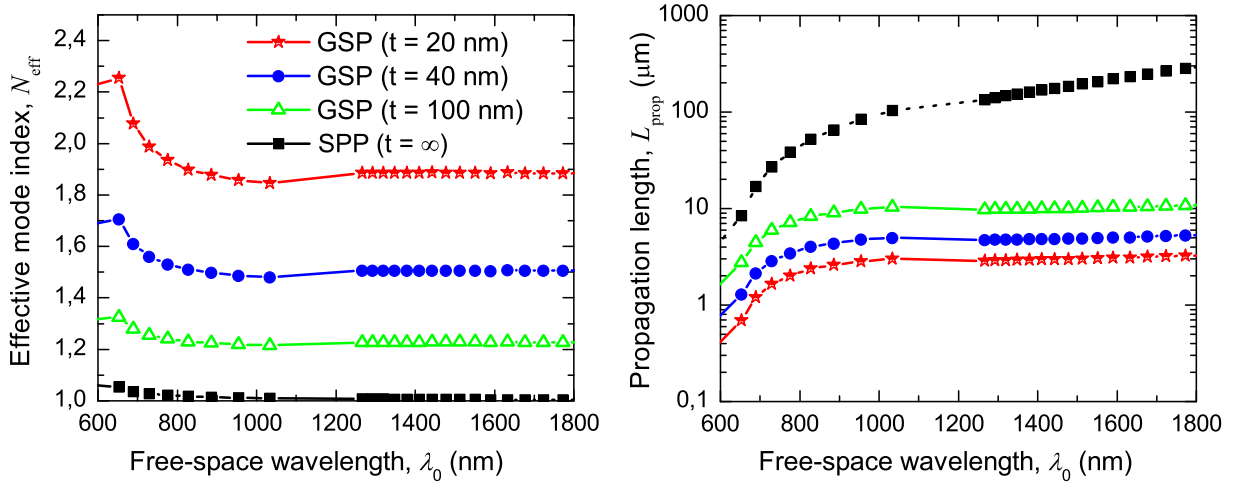 2,4
2,2
2,0
1,8
1,6
1,4
1,2
1,0
Effective mode index, N_eff
GSP (t = 20 nm)
GSP (t = 40 nm)
GSP (t = 100 nm)
SPP (t = ∞)
600 800 1000 1200 1400 1600 1800
Free-space wavelength, λ₀ (nm)
1000
100
10
1
0,1
Propagation length, L_prop (μm)
600 800 1000 1200 1400 1600 1800
Free-space wavelength, λ₀ (nm)